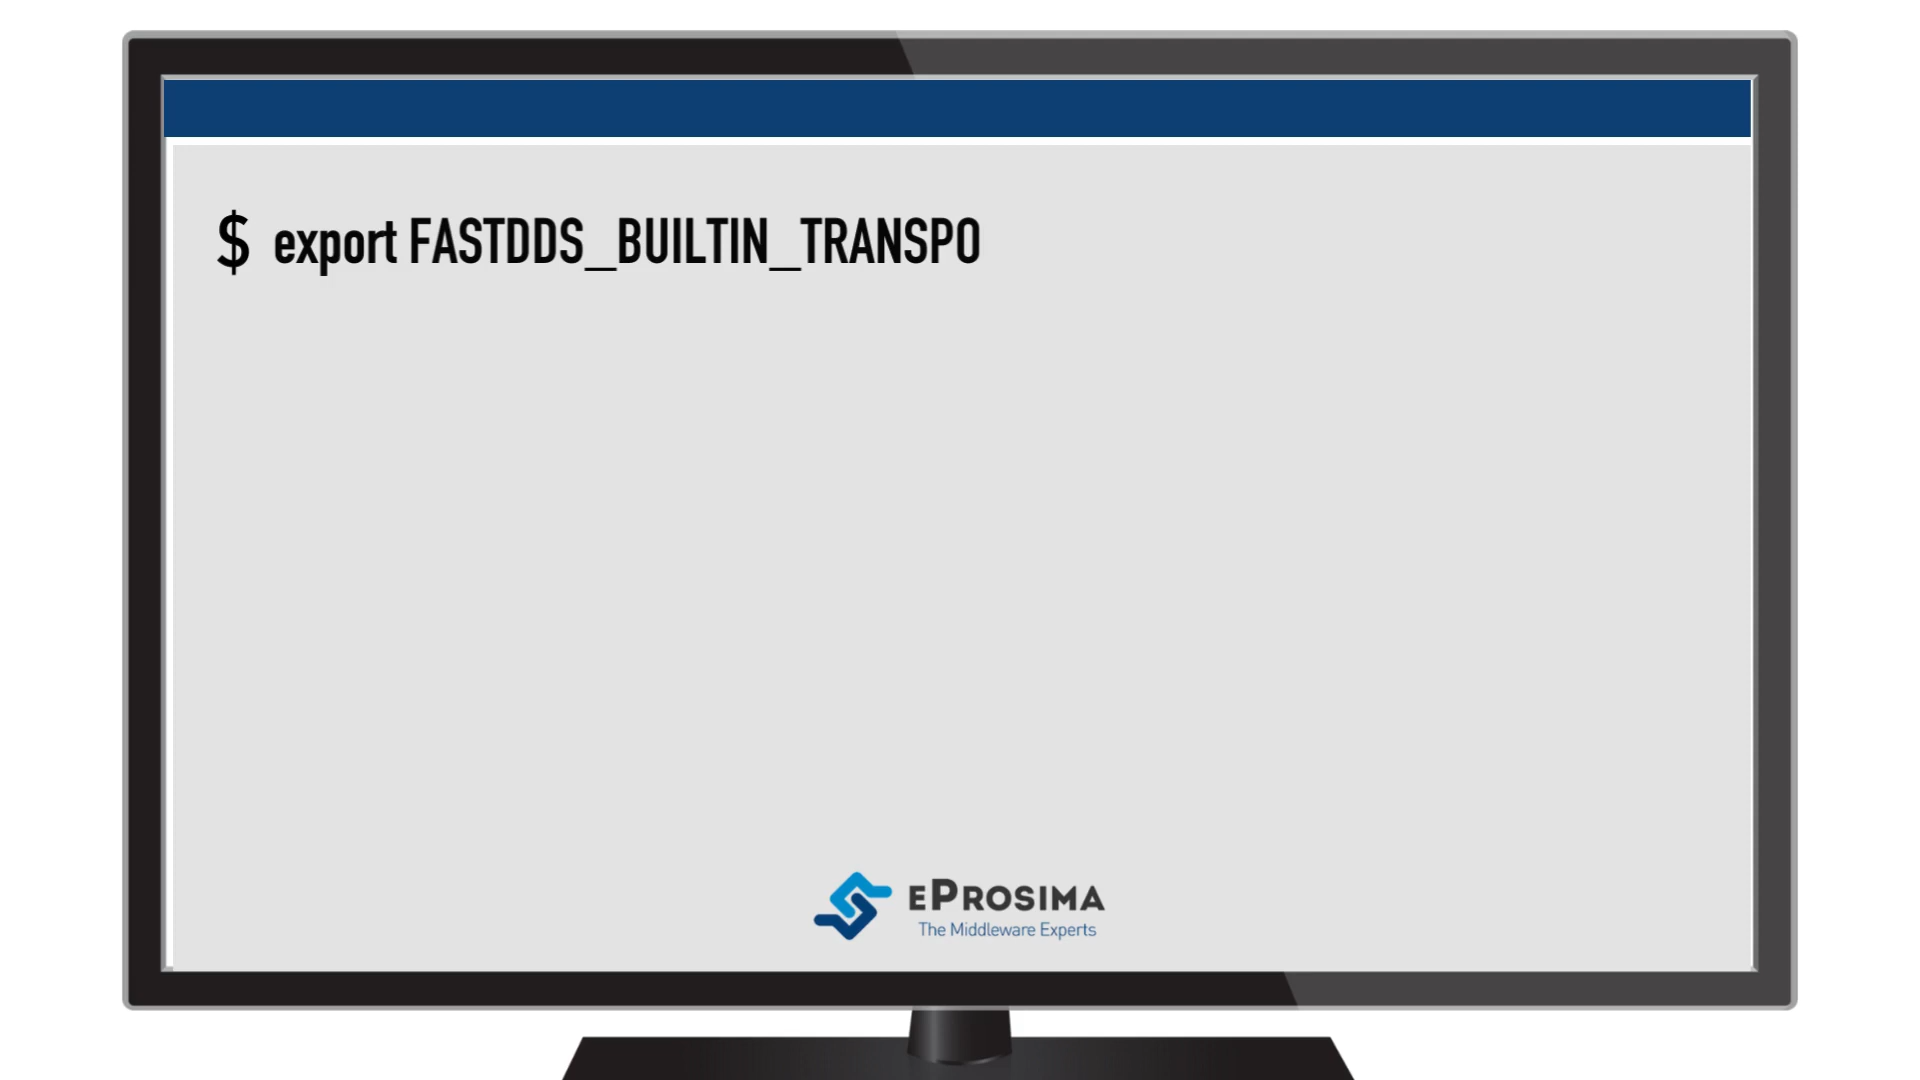 $ export FASTDDS_BUILTIN_TRANSPO
EPROSIMA
The Middleware Experts